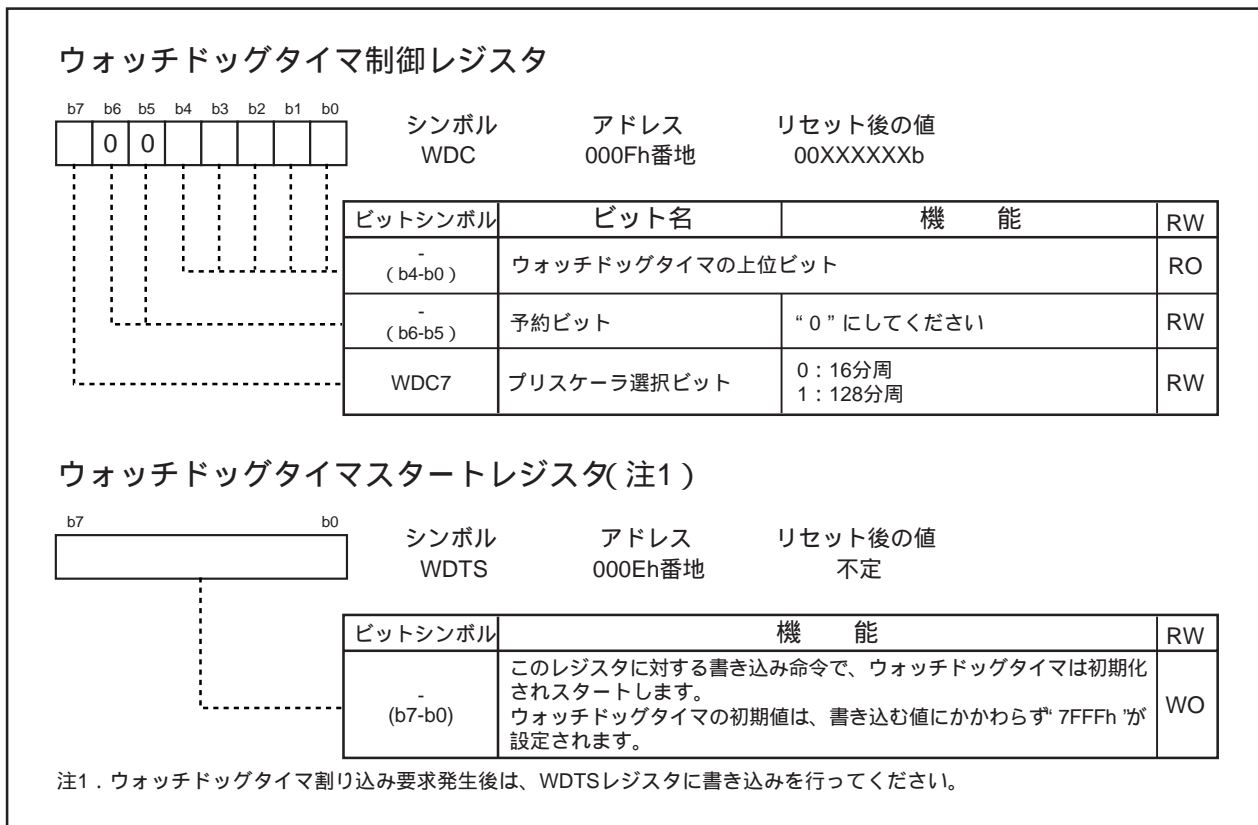 ウォッチドッグタイマ制御レジスタ
b7 b6 b5 b4 b3 b2 b1 b0
0 0
シンボル アドレス リセット後の値
WDC 000Fh番地 00XXXXXXb
ビットシンボル ビット名 機 能 RW
-
(b4-b0) ウォッチドッグタイマの上位ビット RO
-
(b6-b5) 予約ビット “0”にしてください RW
WDC7 プリスケーラ選択ビット 0:16分周
1:128分周 RW
ウォッチドッグタイマスタートレジスタ(注1)
b7 b0
シンボル アドレス リセット後の値
WDTS 000Eh番地 不定
ビットシンボル 機 能 RW
-
(b7-b0)
このレジスタに対する書き込み命令で、ウォッチドッグタイマは初期化
されスタートします。
ウォッチドッグタイマの初期値は、書き込む値にかかわらず“7FFFh”が
設定されます。
WO
注1.ウォッチドッグタイマ割り込み要求発生後は、WDTSレジスタに書き込みを行ってください。